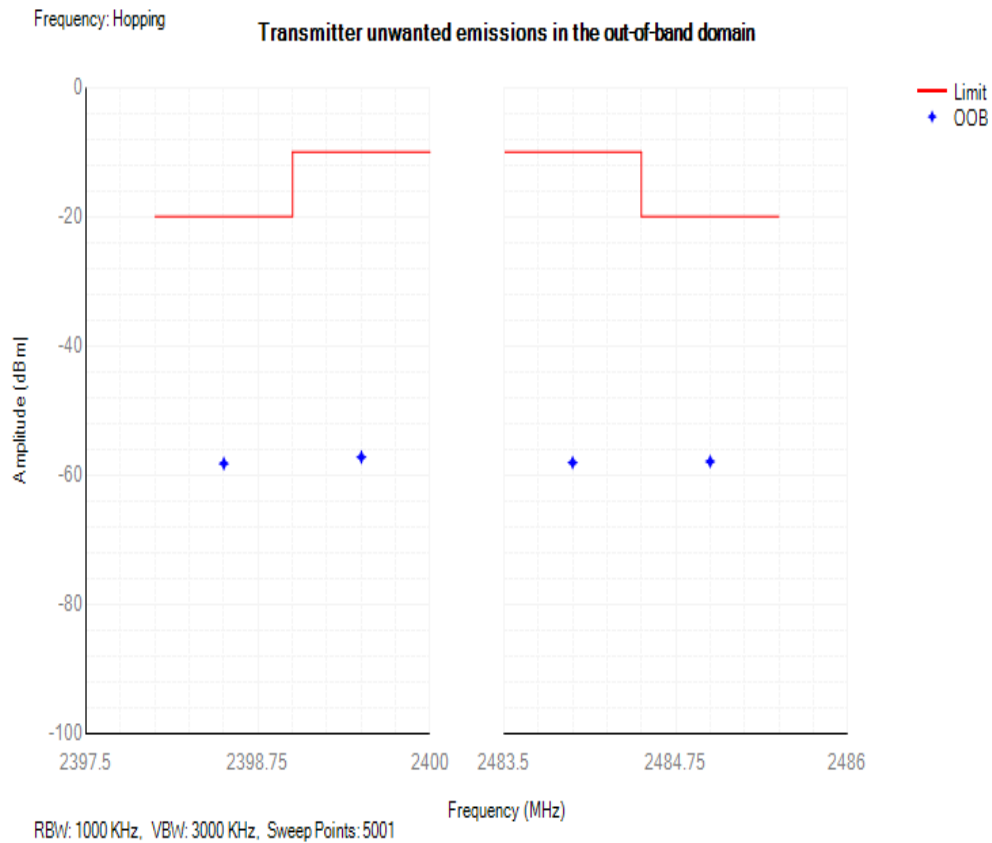 Frequency: Hopping
Transmitter unwanted emissions in the out-of-band domain
Limit
OOB
0
-20
-40
-60
-80
-100
Amplitude (dBm)
2397.5 2398.75 2400 2483.5 2484.75 2486
Frequency (MHz)
RBW: 1000 KHz, VBW: 3000 KHz, Sweep Points: 5001